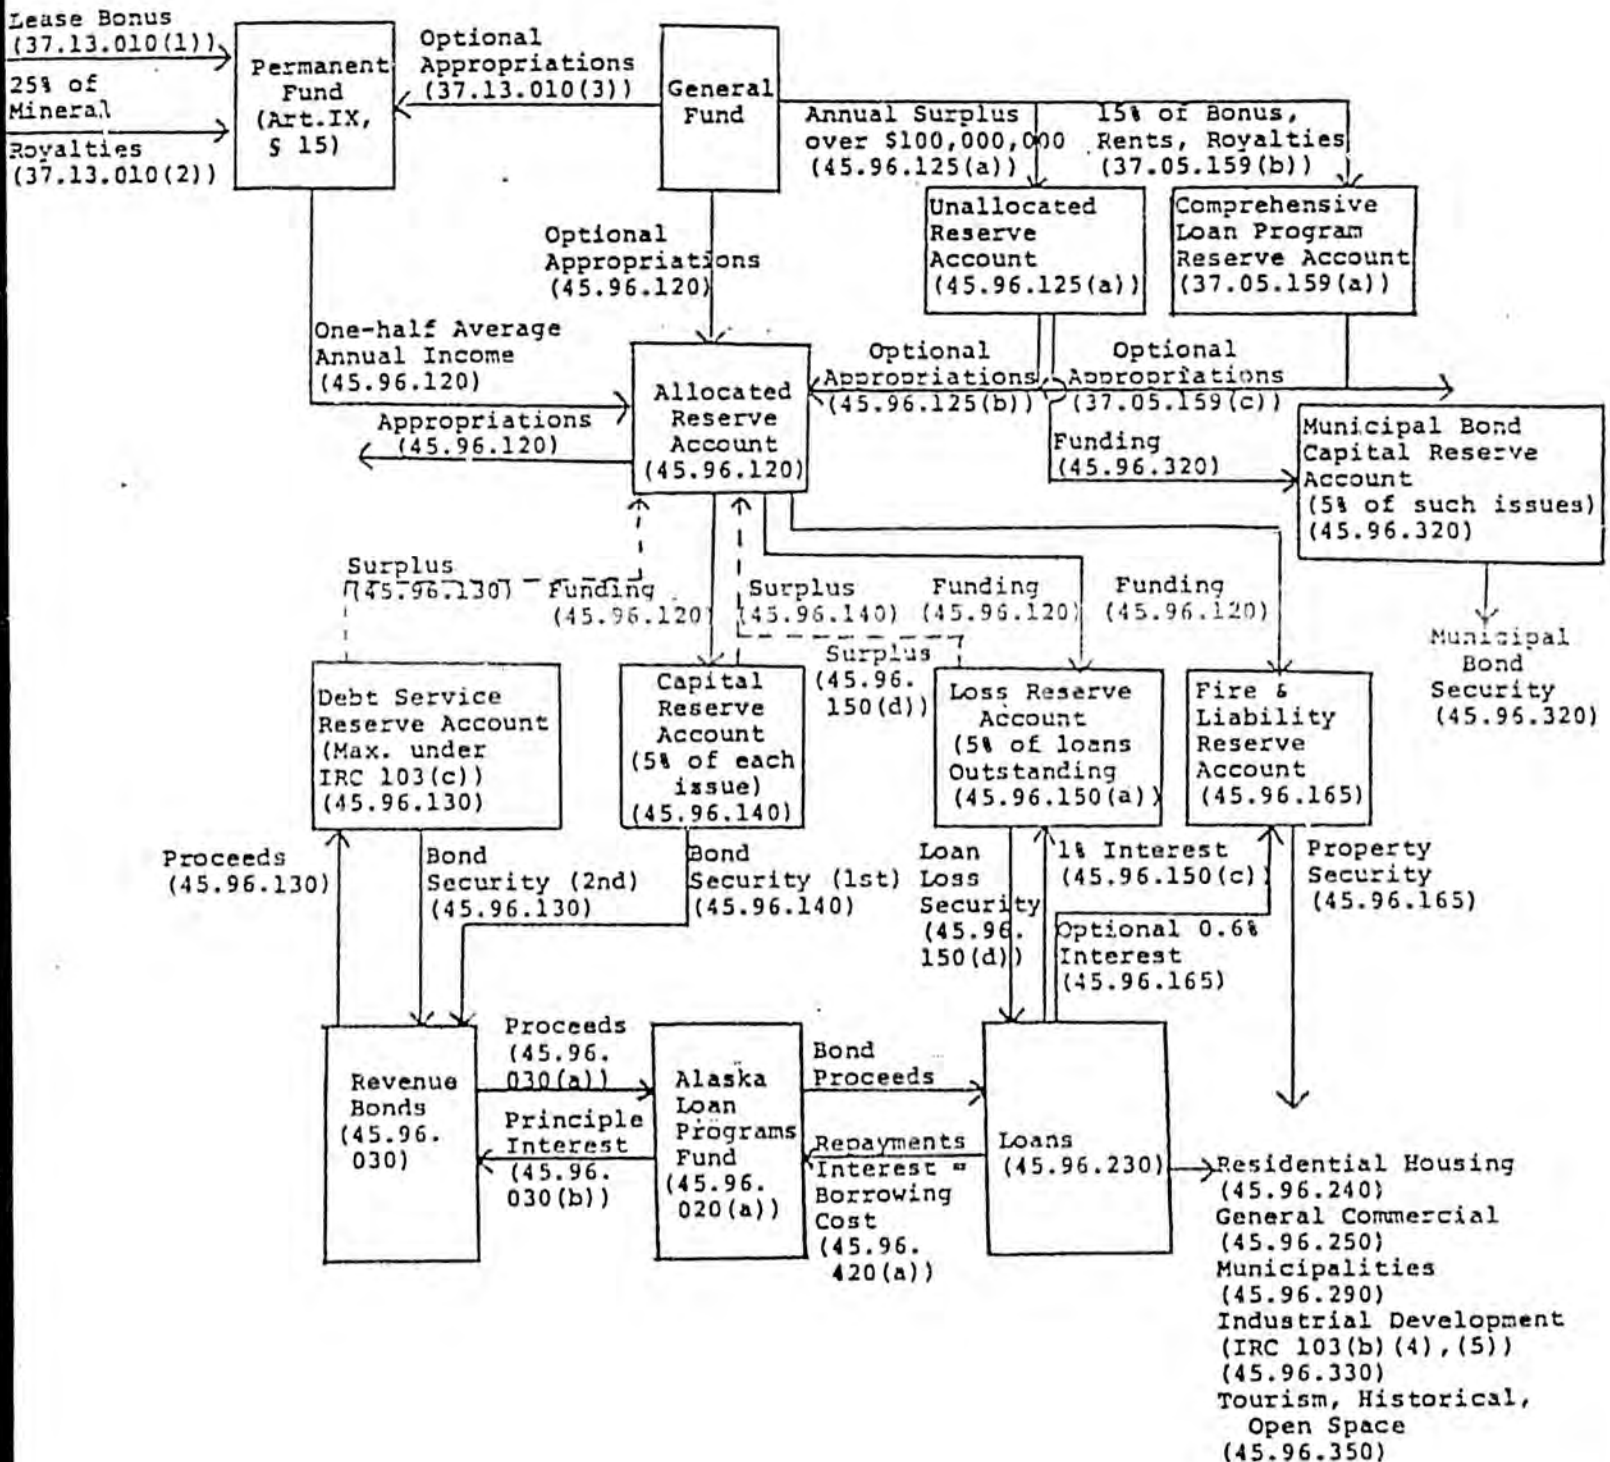 Lease Bonus
(37.13.010(1))
25% of
Mineral
Royalties
(37.13.010(2))
Permanent
Fund
(Art.IX,
§ 15)
Optional
Appropriations
(37.13.010(3))
General
Fund
Annual Surplus
over $100,000,000
(45.96.125(a))
15% of Bonus,
Rents, Royalties
(37.05.159(b))
Unallocated
Reserve
Account
(45.96.125(a))
Comprehensive
Loan Program
Reserve Account
(37.05.159(a))
Optional
Appropriations
(45.96.120)
One-half Average
Annual Income
(45.96.120)
Appropriations
(45.96.120)
Allocated
Reserve
Account
(45.96.120)
Optional
Appropriations
(45.96.125(b))
Optional
Appropriations
(37.05.159(c))
Funding
(45.96.320)
Municipal Bond
Capital Reserve
Account
(5% of such issues)
(45.96.320)
Municipal
Bond
Security
(45.96.320)
Surplus
(45.96.130)
Funding
(45.96.120)
Surplus
(45.96.140)
Funding
(45.96.120)
Funding
(45.96.120)
Surplus
(45.96.
150(d))
Debt Service
Reserve Account
(Max. under
IRC 103(c))
(45.96.130)
Capital
Reserve
Account
(5% of each
issue)
(45.96.140)
Loss Reserve
Account
(5% of loans
Outstanding
(45.96.150(a))
Fire &
Liability
Reserve
Account
(45.96.165)
Proceeds
(45.96.130)
Bond
Security (2nd)
(45.96.130)
Bond
Security (1st)
(45.96.140)
Loan
Loss
Security
(45.96.
150(d))
1% Interest
(45.96.150(c))
Optional 0.6%
Interest
(45.96.165)
Property
Security
(45.96.165)
Revenue
Bonds
(45.96.
030)
Proceeds
(45.96.
030(a))
Principle
Interest
(45.96.
030(b))
Alaska
Loan
Programs
Fund
(45.96.
020(a))
Bond
Proceeds
Repayments
Interest =
Borrowing
Cost
(45.96.
420(a))
Loans
(45.96.230)
Residential Housing
(45.96.240)
General Commercial
(45.96.250)
Municipalities
(45.96.290)
Industrial Development
(IRC 103(b)(4),(5))
(45.96.330)
Tourism, Historical,
Open Space
(45.96.350)